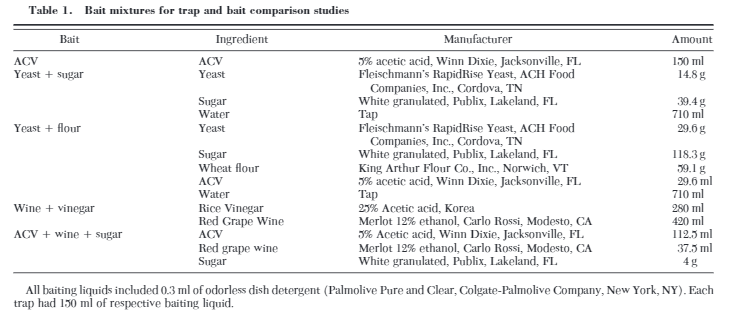 Table 1. Bait mixtures for trap and bait comparison studies
Bait Ingredient Manufacturer Amount
ACV ACV 5% acetic acid, Winn Dixie, Jacksonville, FL 150 ml
Yeast + sugar Yeast Fleischmann's RapidRise Yeast, ACH Food 14.8 g
Companies, Inc., Cordova, TN
Sugar White granulated, Publix, Lakeland, FL 39.4 g
Water Tap 710 ml
Yeast + flour Yeast Fleischmann's RapidRise Yeast, ACH Food 29.6 g
Companies, Inc., Cordova, TN
Sugar White granulated, Publix, Lakeland, FL 118.3 g
Wheat flour King Arthur Flour Co., Inc., Norwich, VT 59.1 g
ACV 5% acetic acid, Winn Dixie, Jacksonville, FL 29.6 ml
Water Tap 710 ml
Wine + vinegar Rice Vinegar 25% Acetic acid, Korea 280 ml
Red Grape Wine Merlot 12% ethanol, Carlo Rossi, Modesto, CA 420 ml
ACV + wine + sugar ACV 5% Acetic acid, Winn Dixie, Jacksonville, FL 112.5 ml
Red grape wine Merlot 12% ethanol, Carlo Rossi, Modesto, CA 37.5 ml
Sugar White granulated, Publix, Lakeland, FL 4 g
All baiting liquids included 0.3 ml of odorless dish detergent (Palmolive Pure and Clear, Colgate-Palmolive Company, New York, NY). Each
trap had 150 ml of respective baiting liquid.